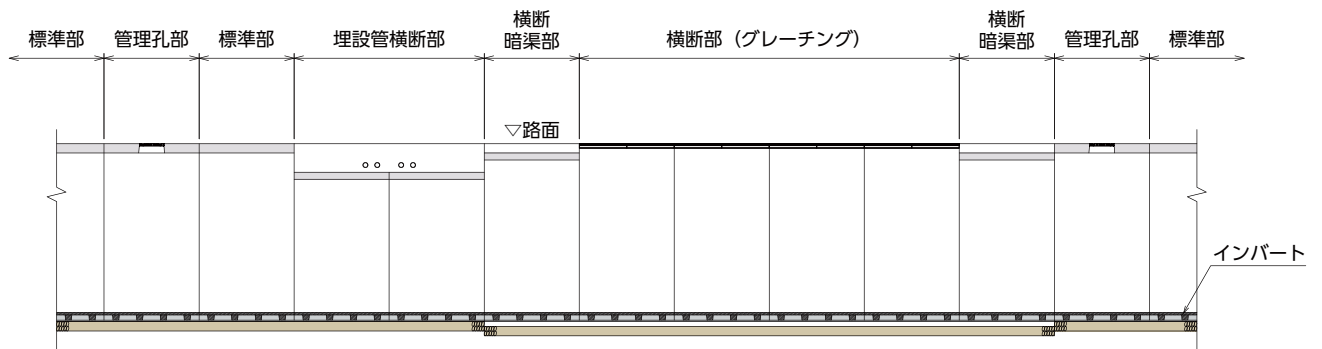 標準部
管理孔部
標準部
埋設管横断部
横断
暗渠部
横断部（グレーチング）
横断
暗渠部
管理孔部
標準部
▽路面
インバート